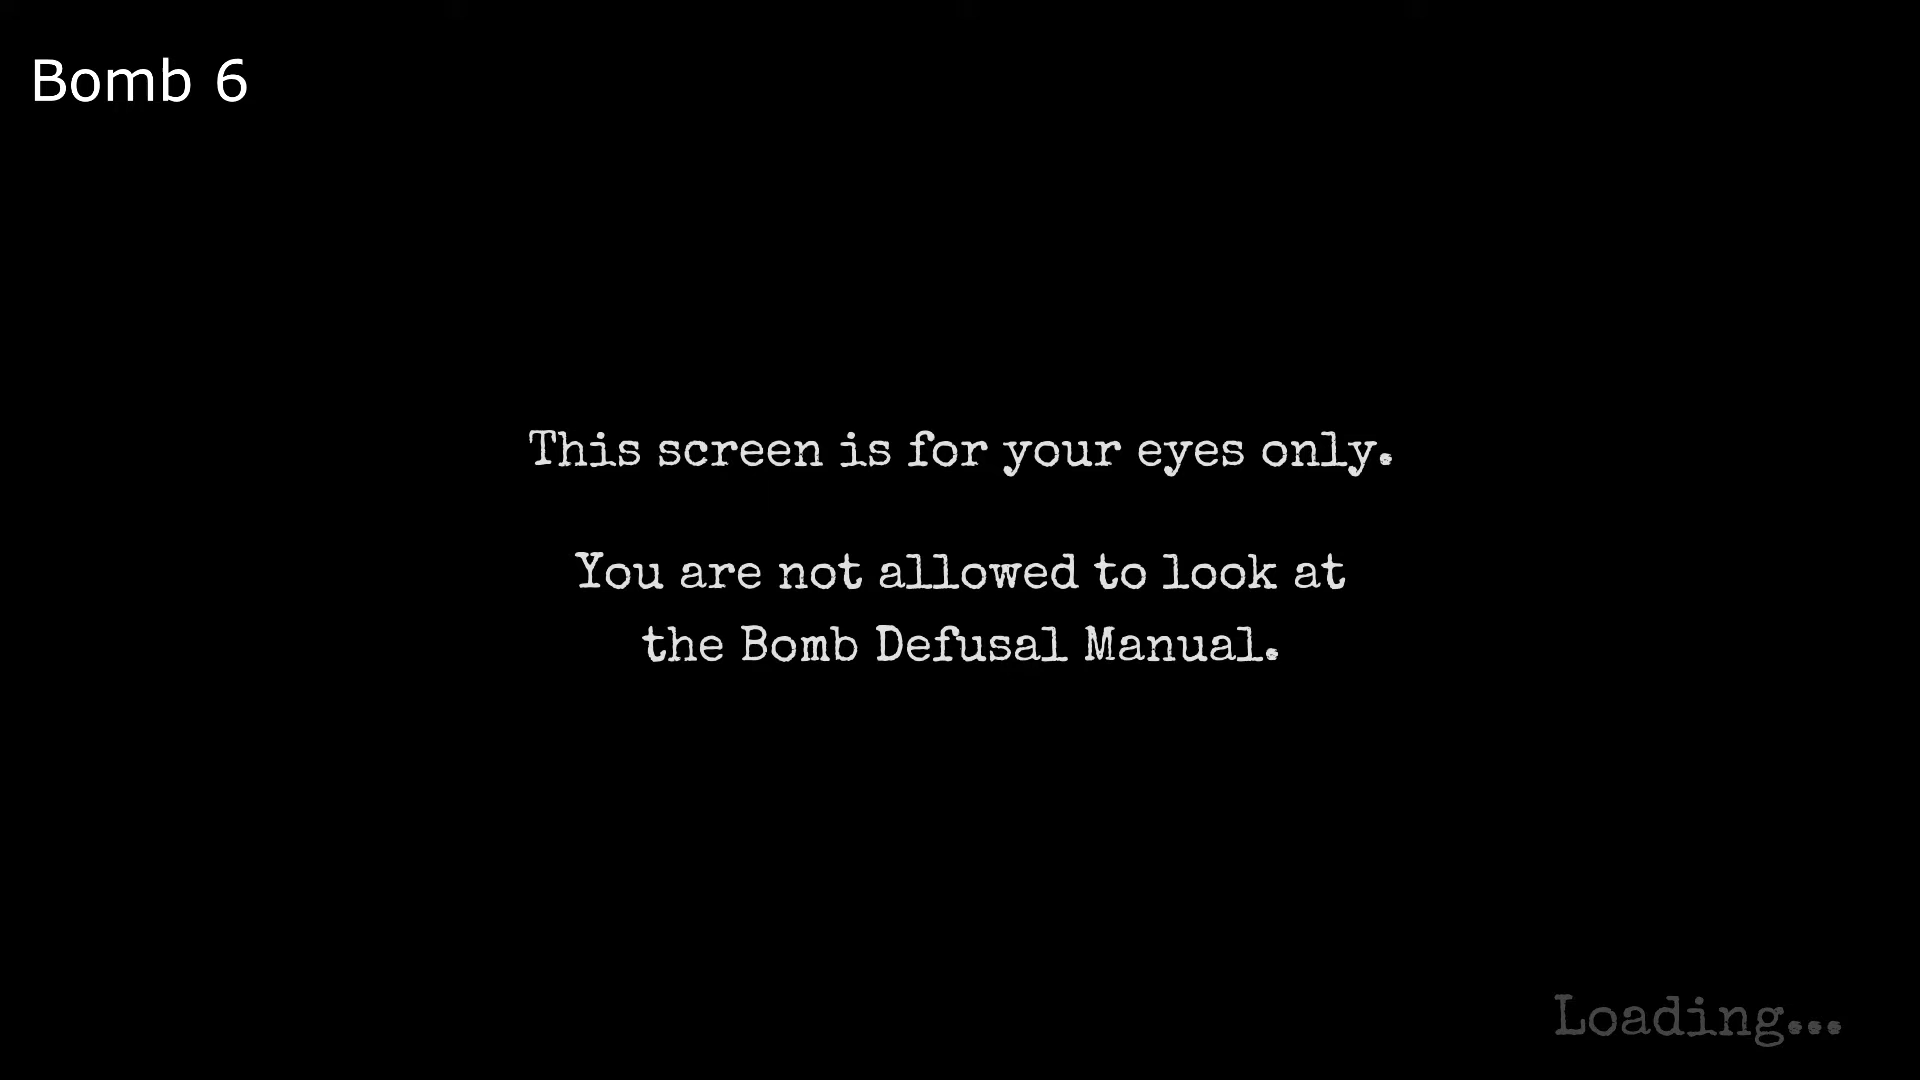 Bomb 6
This screen is for your eyes only.
You are not allowed to look at
the Bomb Defusal Manual.
Loading...